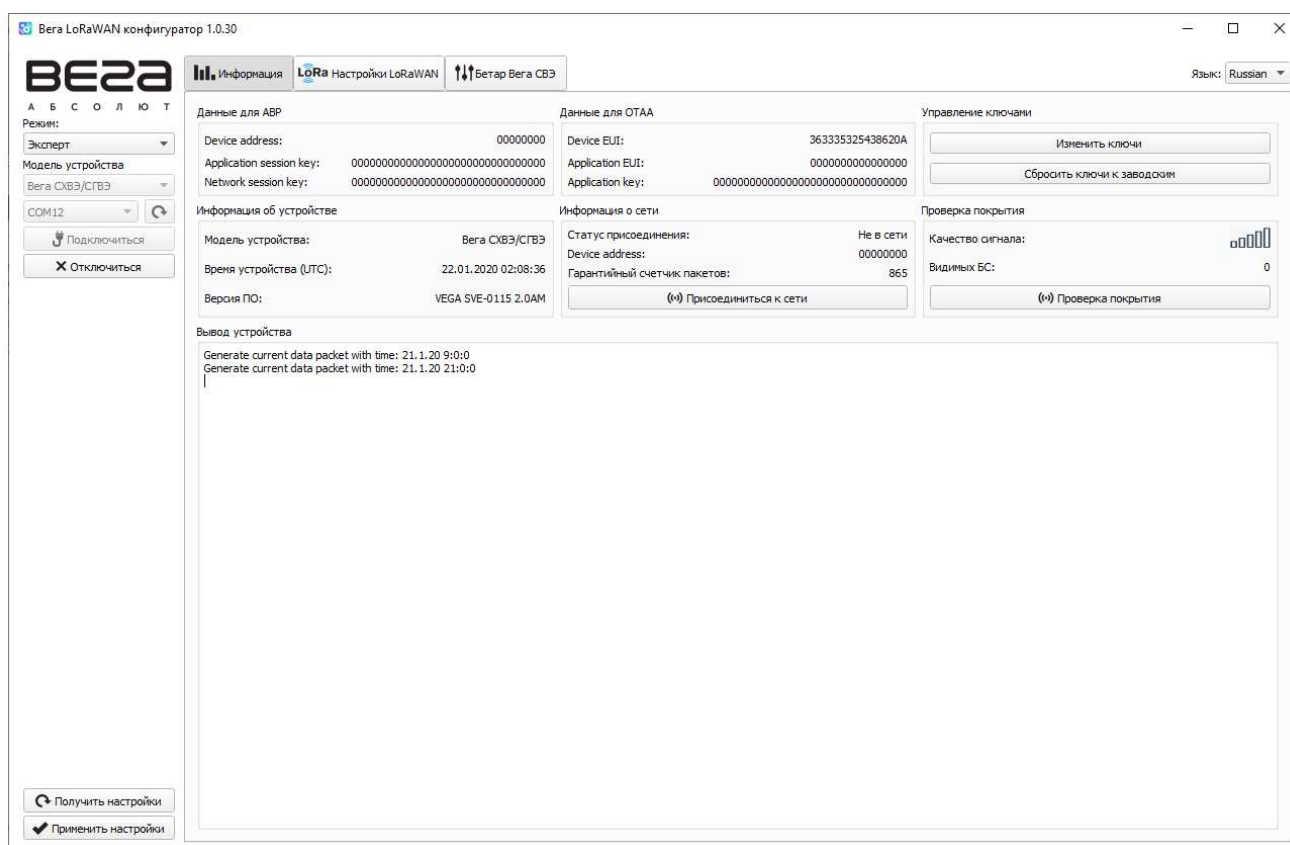 Вега LoRaWAN конфигуратор 1.0.30
ВЕГА
АБСОЛЮТ
Режим:
Эксперт
Модель устройства
Вега СХВЭ/СГВЭ
COM12
Подключиться
Отключиться
Получить настройки
Применить настройки
Информация
LoRa Настройки LoRaWAN
Бетар Вега СВЭ
Язык: Russian
Данные для ABP
Device address: 00000000
Application session key: 00000000000000000000000000000000
Network session key: 00000000000000000000000000000000
Данные для OTAA
Device EUI: 363335325438620A
Application EUI: 0000000000000000
Application key: 00000000000000000000000000000000
Управление ключами
Изменить ключи
Сбросить ключи к заводским
Информация об устройстве
Модель устройства: Вега СХВЭ/СГВЭ
Время устройства (UTC): 22.01.2020 02:08:36
Версия ПО: VEGA SVE-0115 2.0AM
Информация о сети
Статус присоединения: Не в сети
Device address: 00000000
Гарантийный счетчик пакетов: 865
Присоединиться к сети
Проверка покрытия
Качество сигнала:
Видимых БС: 0
Проверка покрытия
Вывод устройства
Generate current data packet with time: 21.1.20 9:0:0
Generate current data packet with time: 21.1.20 21:0:0